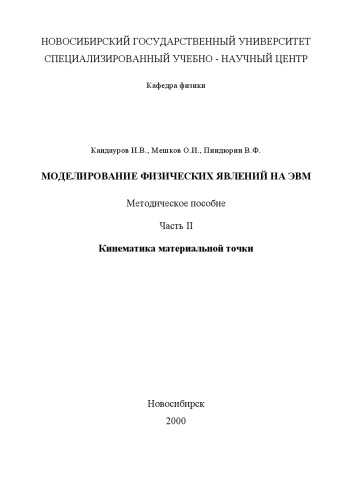 НОВОСИБИРСКИЙ ГОСУДАРСТВЕННЫЙ УНИВЕРСИТЕТ
СПЕЦИАЛИЗИРОВАННЫЙ УЧЕБНО - НАУЧНЫЙ ЦЕНТР
Кафедра физики
Кандауров И.В., Мешков О.И., Пиндюрин В.Ф.
МОДЕЛИРОВАНИЕ ФИЗИЧЕСКИХ ЯВЛЕНИЙ НА ЭВМ
Методическое пособие
Часть II
Кинематика материальной точки
Новосибирск
2000